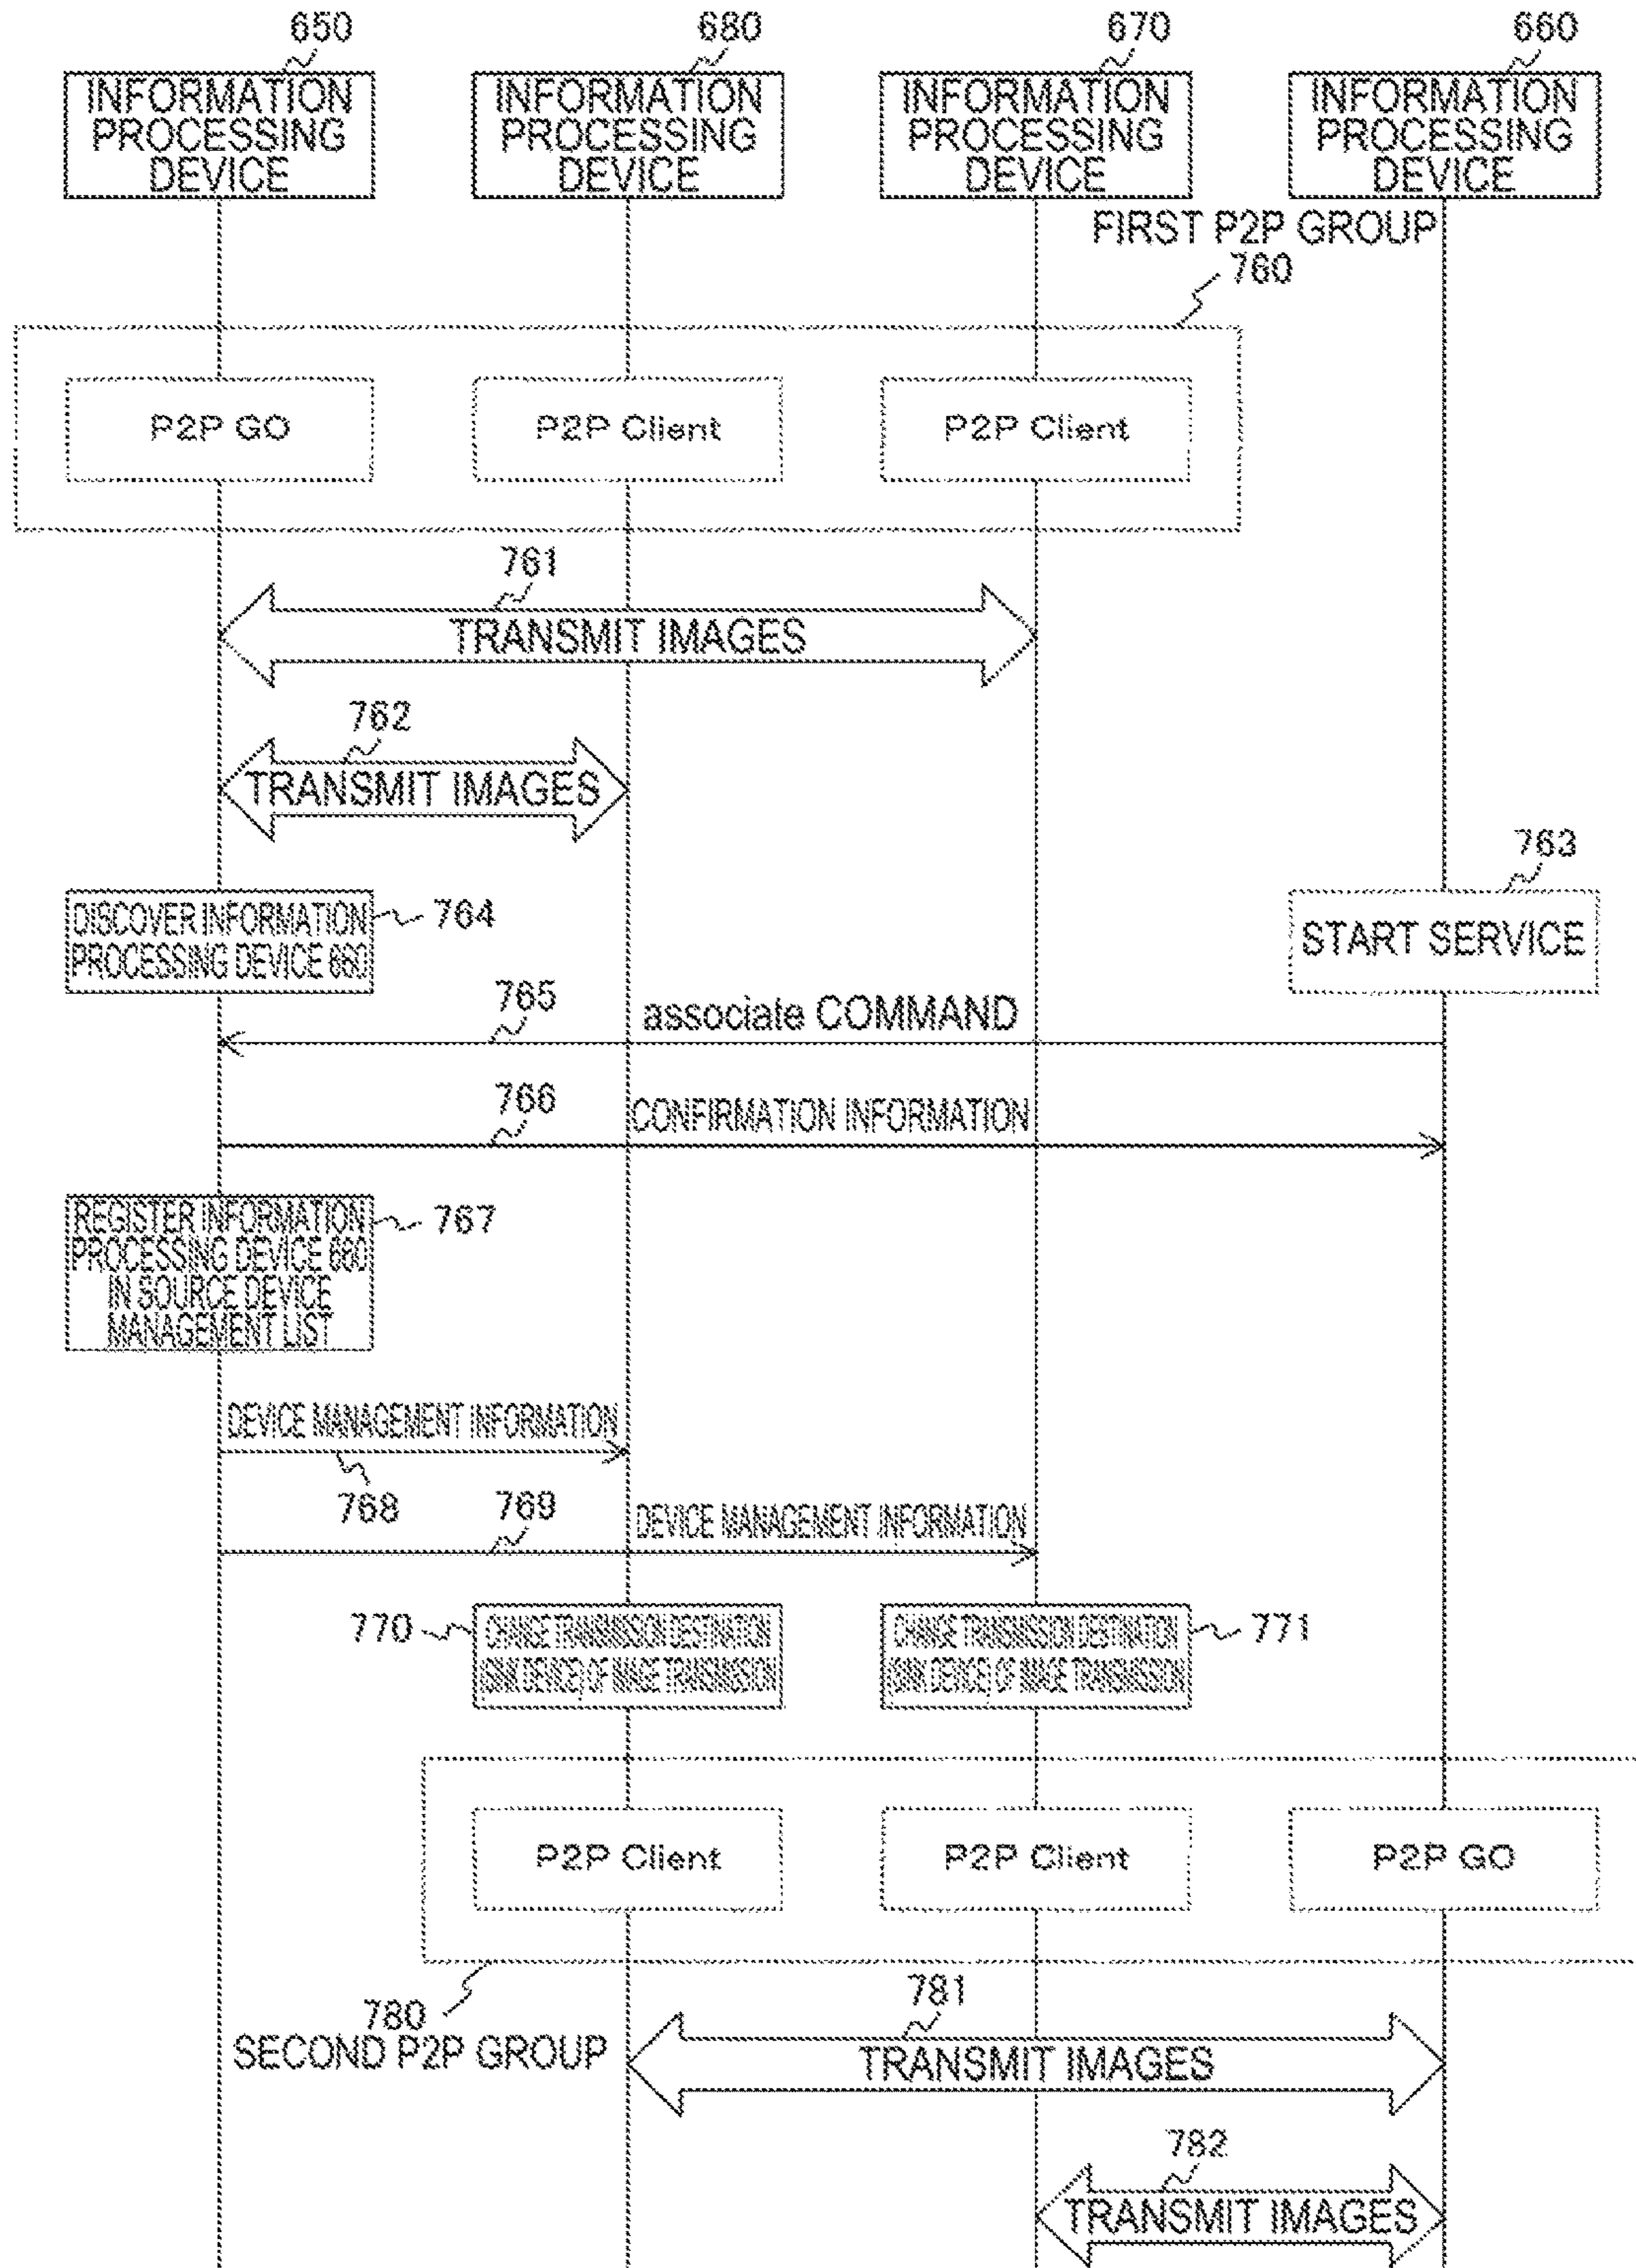 650
680
670
660
INFORMATION
PROCESSING
DEVICE
INFORMATION
PROCESSING
DEVICE
INFORMATION
PROCESSING
DEVICE
INFORMATION
PROCESSING
DEVICE
FIRST P2P GROUP
760
P2P GO
P2P Client
P2P Client
761
TRANSMIT IMAGES
762
TRANSMIT IMAGES
763
START SERVICE
DISCOVER INFORMATION
PROCESSING DEVICE 660
764
765
associate COMMAND
766
CONFIRMATION INFORMATION
REGISTER INFORMATION
PROCESSING DEVICE 660
IN SOURCE DEVICE
MANAGEMENT LIST
767
DEVICE MANAGEMENT INFORMATION
768
769
DEVICE MANAGEMENT INFORMATION
770
CHANGE TRANSMISSION DESTINATION
(SINK DEVICE) OF IMAGE TRANSMISSION
CHANGE TRANSMISSION DESTINATION
(SINK DEVICE) OF IMAGE TRANSMISSION
771
P2P Client
P2P Client
P2P GO
780
SECOND P2P GROUP
781
TRANSMIT IMAGES
782
TRANSMIT IMAGES